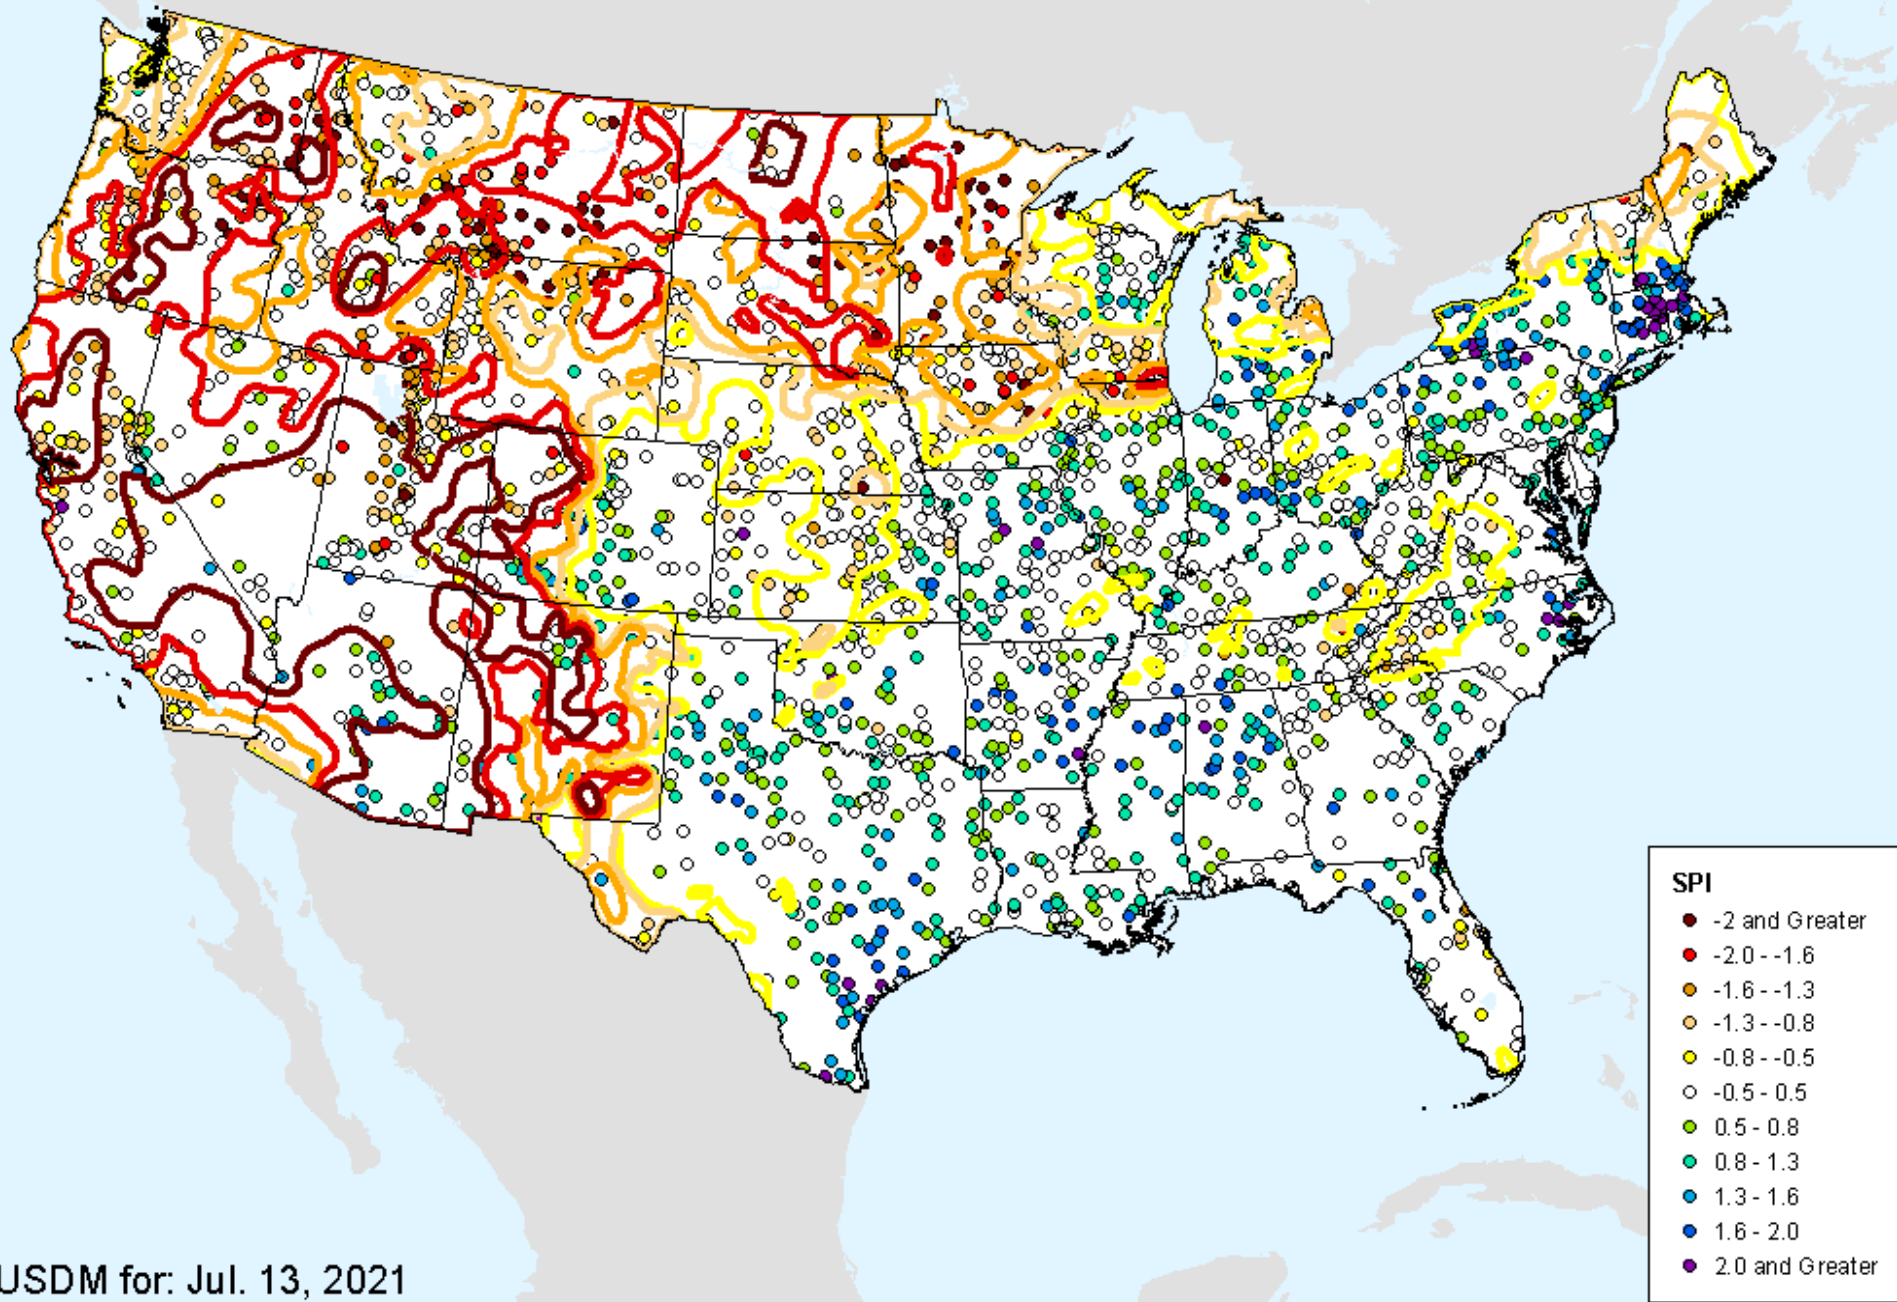 SPI
-2 and Greater
-2.0 - -1.6
-1.6 - -1.3
-1.3 - -0.8
-0.8 - -0.5
-0.5 - 0.5
0.5 - 0.8
0.8 - 1.3
1.3 - 1.6
1.6 - 2.0
2.0 and Greater
USDM for: Jul. 13, 2021